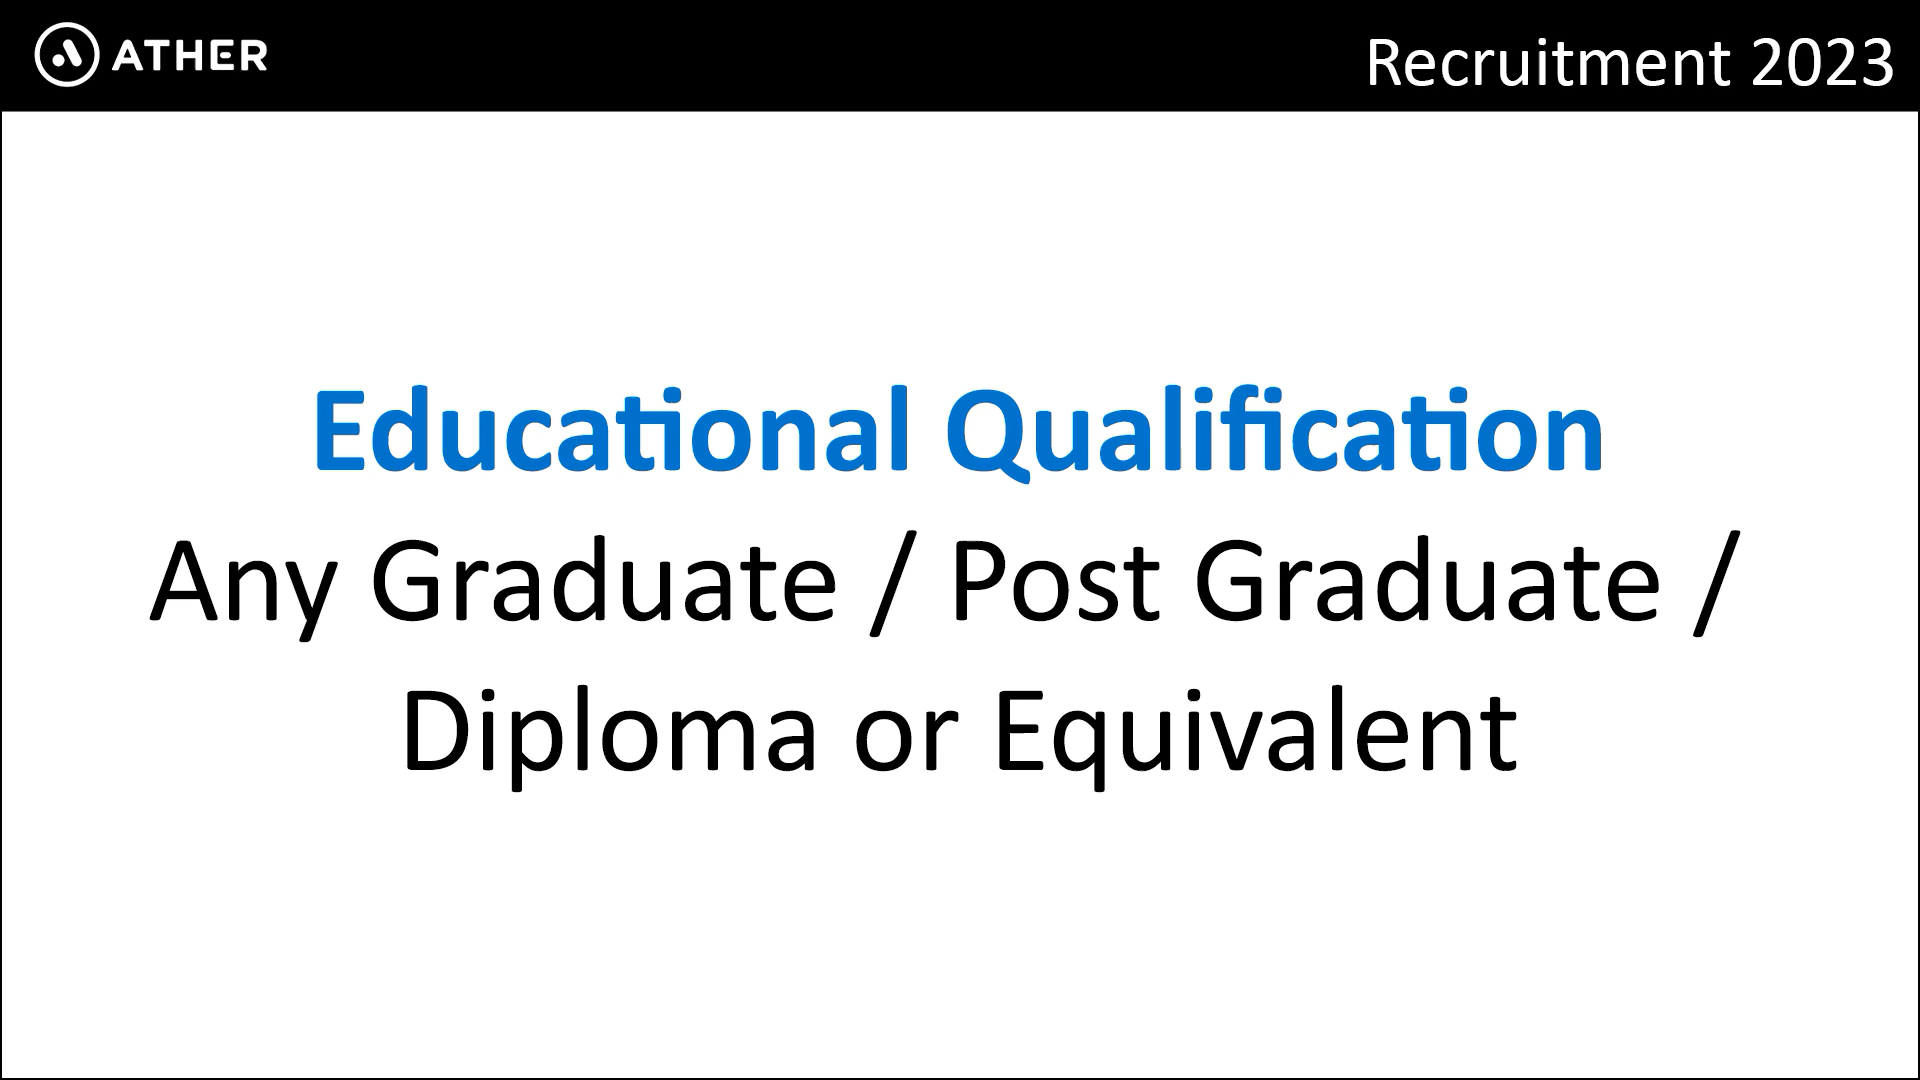 ATHER
Recruitment 2023
Educational Qualification
Any Graduate / Post Graduate /
Diploma or Equivalent